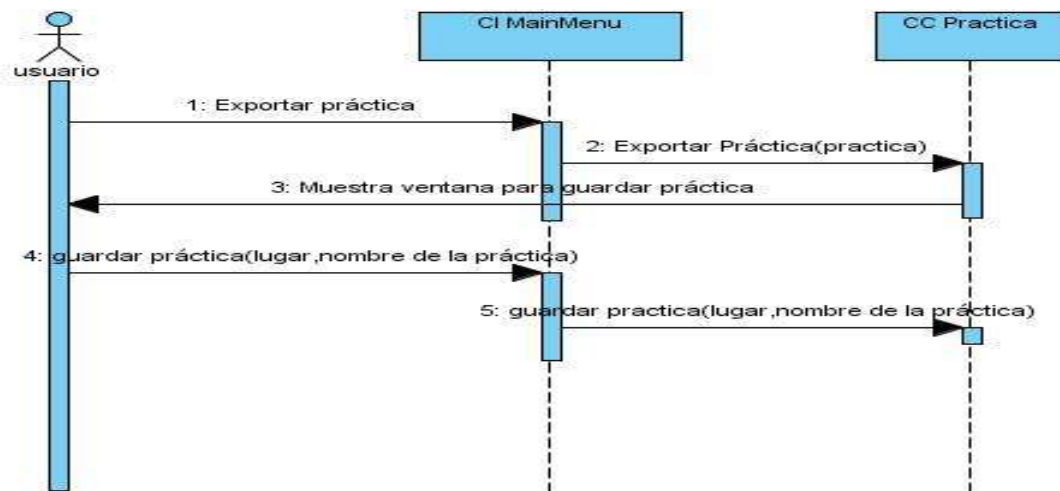 CI MainMenu
CC Practica
usuario
1: Exportar práctica
2: Exportar Práctica(practica)
3: Muestra ventana para guardar práctica
4: guardar práctica(lugar,nombre de la práctica)
5: guardar practica(lugar,nombre de la práctica)